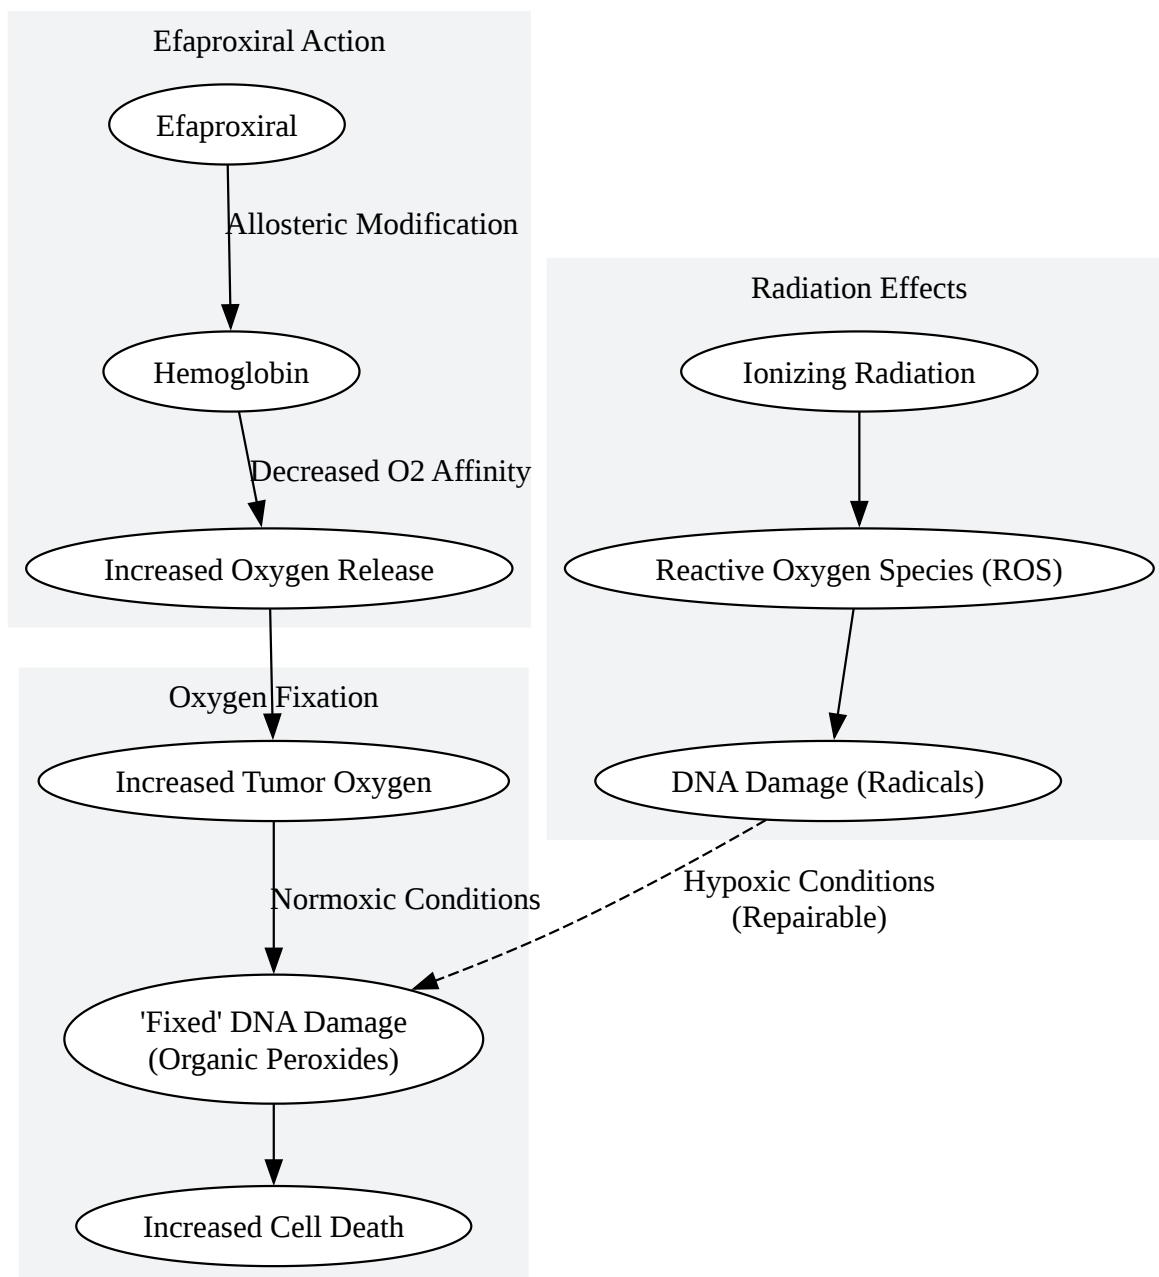 Efaproxiral Action
Efaproxiral
Allosteric Modification
Hemoglobin
Decreased O2 Affinity
Increased Oxygen Release
Radiation Effects
Ionizing Radiation
Reactive Oxygen Species (ROS)
DNA Damage (Radicals)
Hypoxic Conditions
(Repairable)
Oxygen Fixation
Increased Tumor Oxygen
Normoxic Conditions
'Fixed' DNA Damage
(Organic Peroxides)
Increased Cell Death